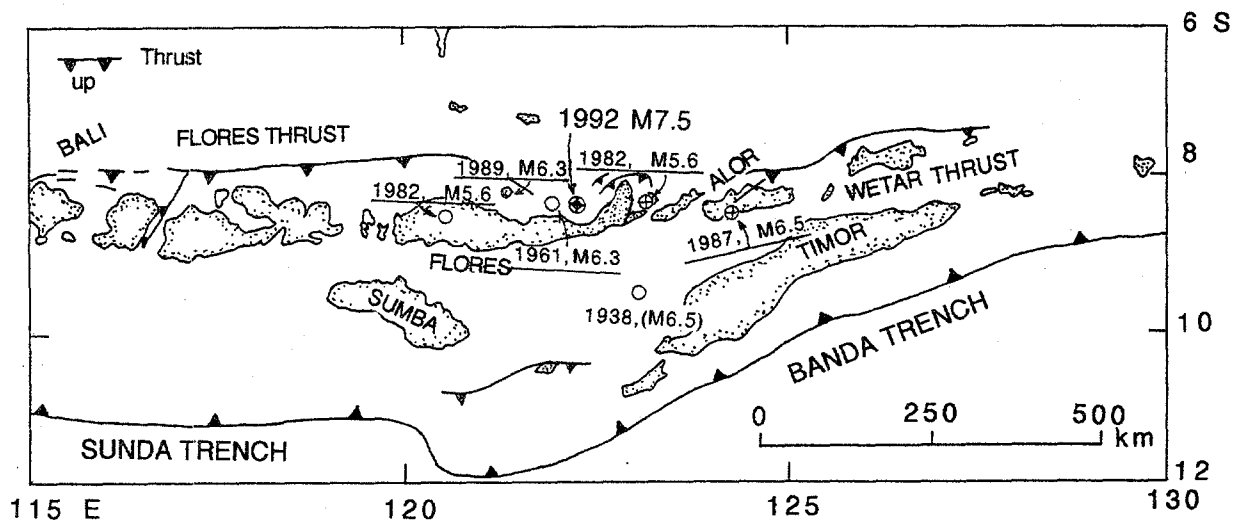 6 S
Thrust
up
BALI
FLORES THRUST
1992 M7.5
1989, M6.3
1982, M5.6
ALOR
8
1982, M5.6
WETAR THRUST
1987, M6.5
1961, M6.3
FLORES
TIMOR
SUMBA
1938,(M6.5)
10
BANDA TRENCH
0 250 500
km
SUNDA TRENCH
12
115 E 120 125 130